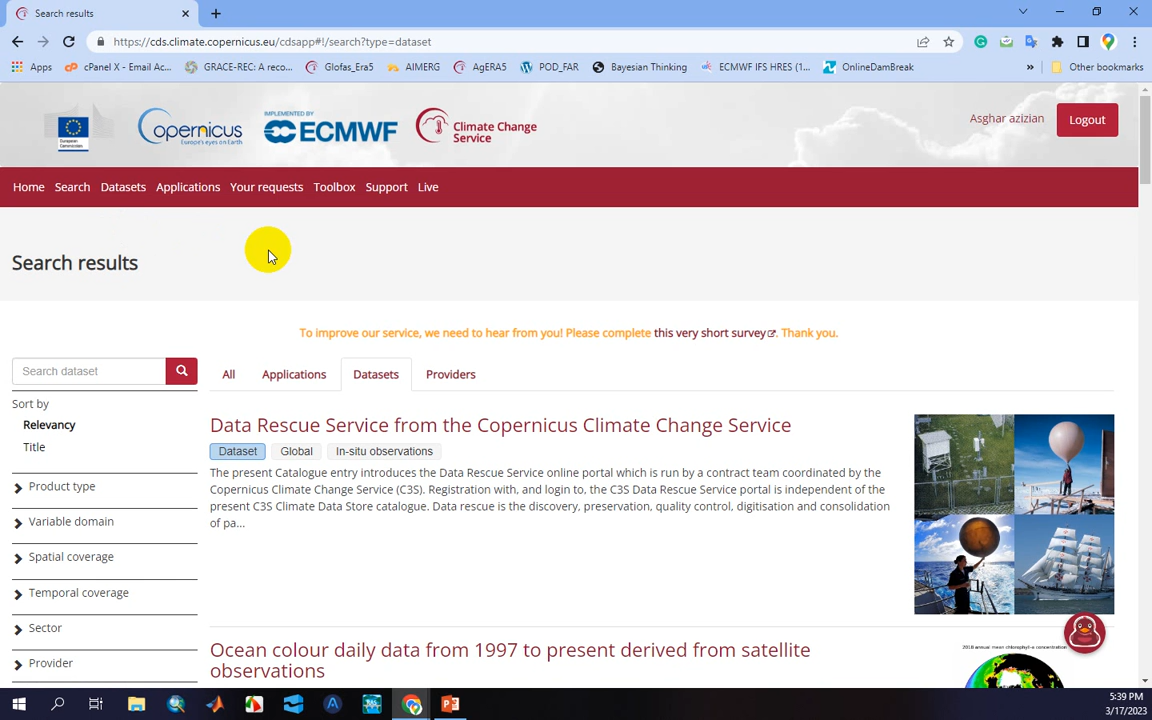 Search results
https://cds.climate.copernicus.eu/cdsapp#!/search?type=dataset
Apps
cPanel X - Email Ac...
GRACE-REC: A reco...
Glofas_Era5
AIMERG
AgERA5
POD_FAR
Bayesian Thinking
ECMWF IFS HRES (1...
OnlineDamBreak
»
Other bookmarks
opernicus
Europe's eyes on Earth
IMPLEMENTED BY
ECMWF
Climate Change
Service
Asghar azizian
Logout
Home
Search
Datasets
Applications
Your requests
Toolbox
Support
Live
Search results
To improve our service, we need to hear from you! Please complete this very short survey. Thank you.
Search dataset
All
Applications
Datasets
Providers
Sort by
Relevancy
Title
Product type
Variable domain
Spatial coverage
Temporal coverage
Sector
Provider
Data Rescue Service from the Copernicus Climate Change Service
Dataset
Global
In-situ observations
The present Catalogue entry introduces the Data Rescue Service online portal which is run by a contract team coordinated by the
Copernicus Climate Change Service (C3S). Registration with, and login to, the C3S Data Rescue Service portal is independent of the
present C3S Climate Data Store catalogue. Data rescue is the discovery, preservation, quality control, digitisation and consolidation
of pa...
Ocean colour daily data from 1997 to present derived from satellite
observations
2018 annual mean chlorophyll-a concentration
5:39 PM
3/17/2023